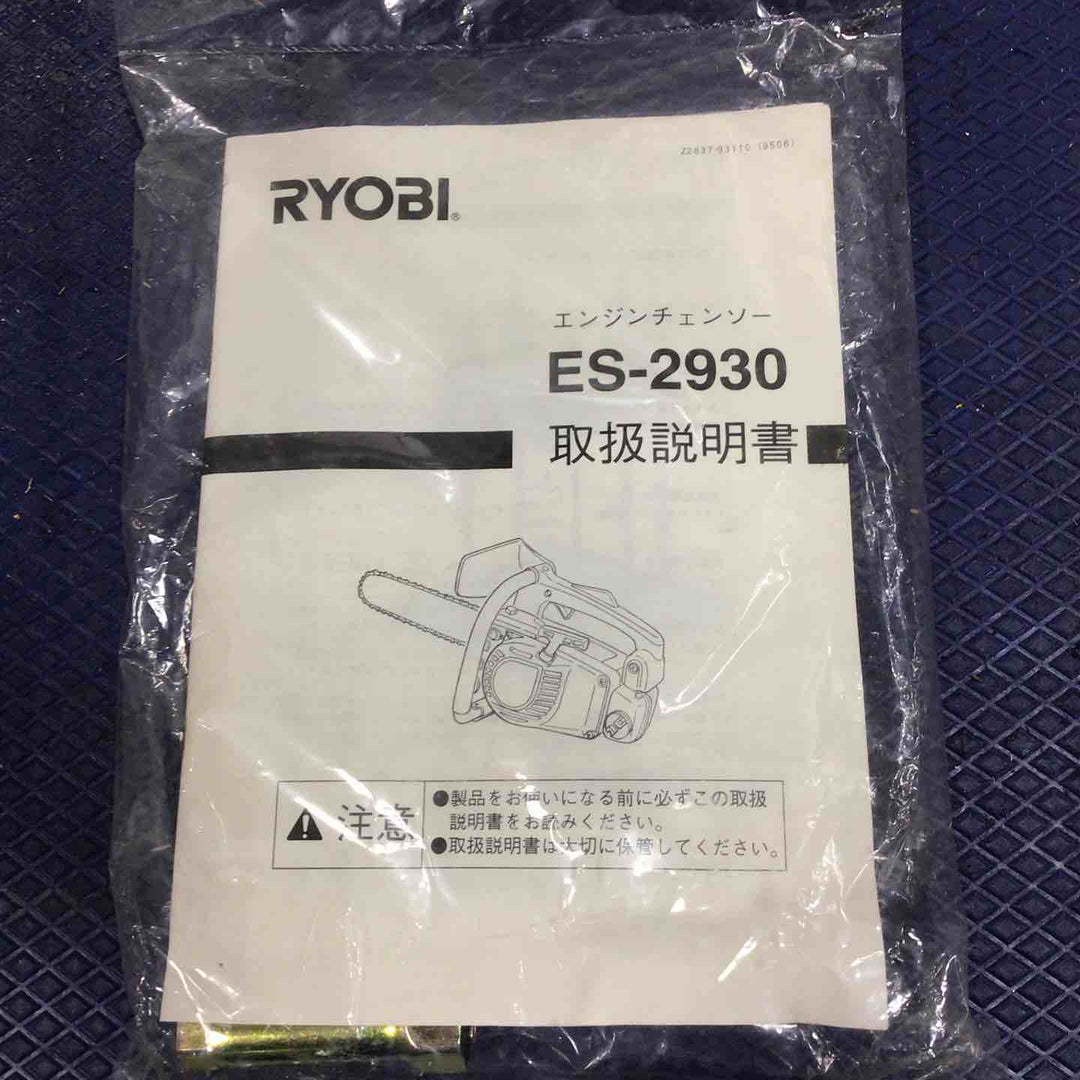 Z2637-93110 (9506)
RYOBI®
エンジンチェンソー
ES-2930
取扱説明書
注意
●製品をお使いになる前に必ずこの取扱
説明書をお読みください。
●取扱説明書は大切に保管してください。